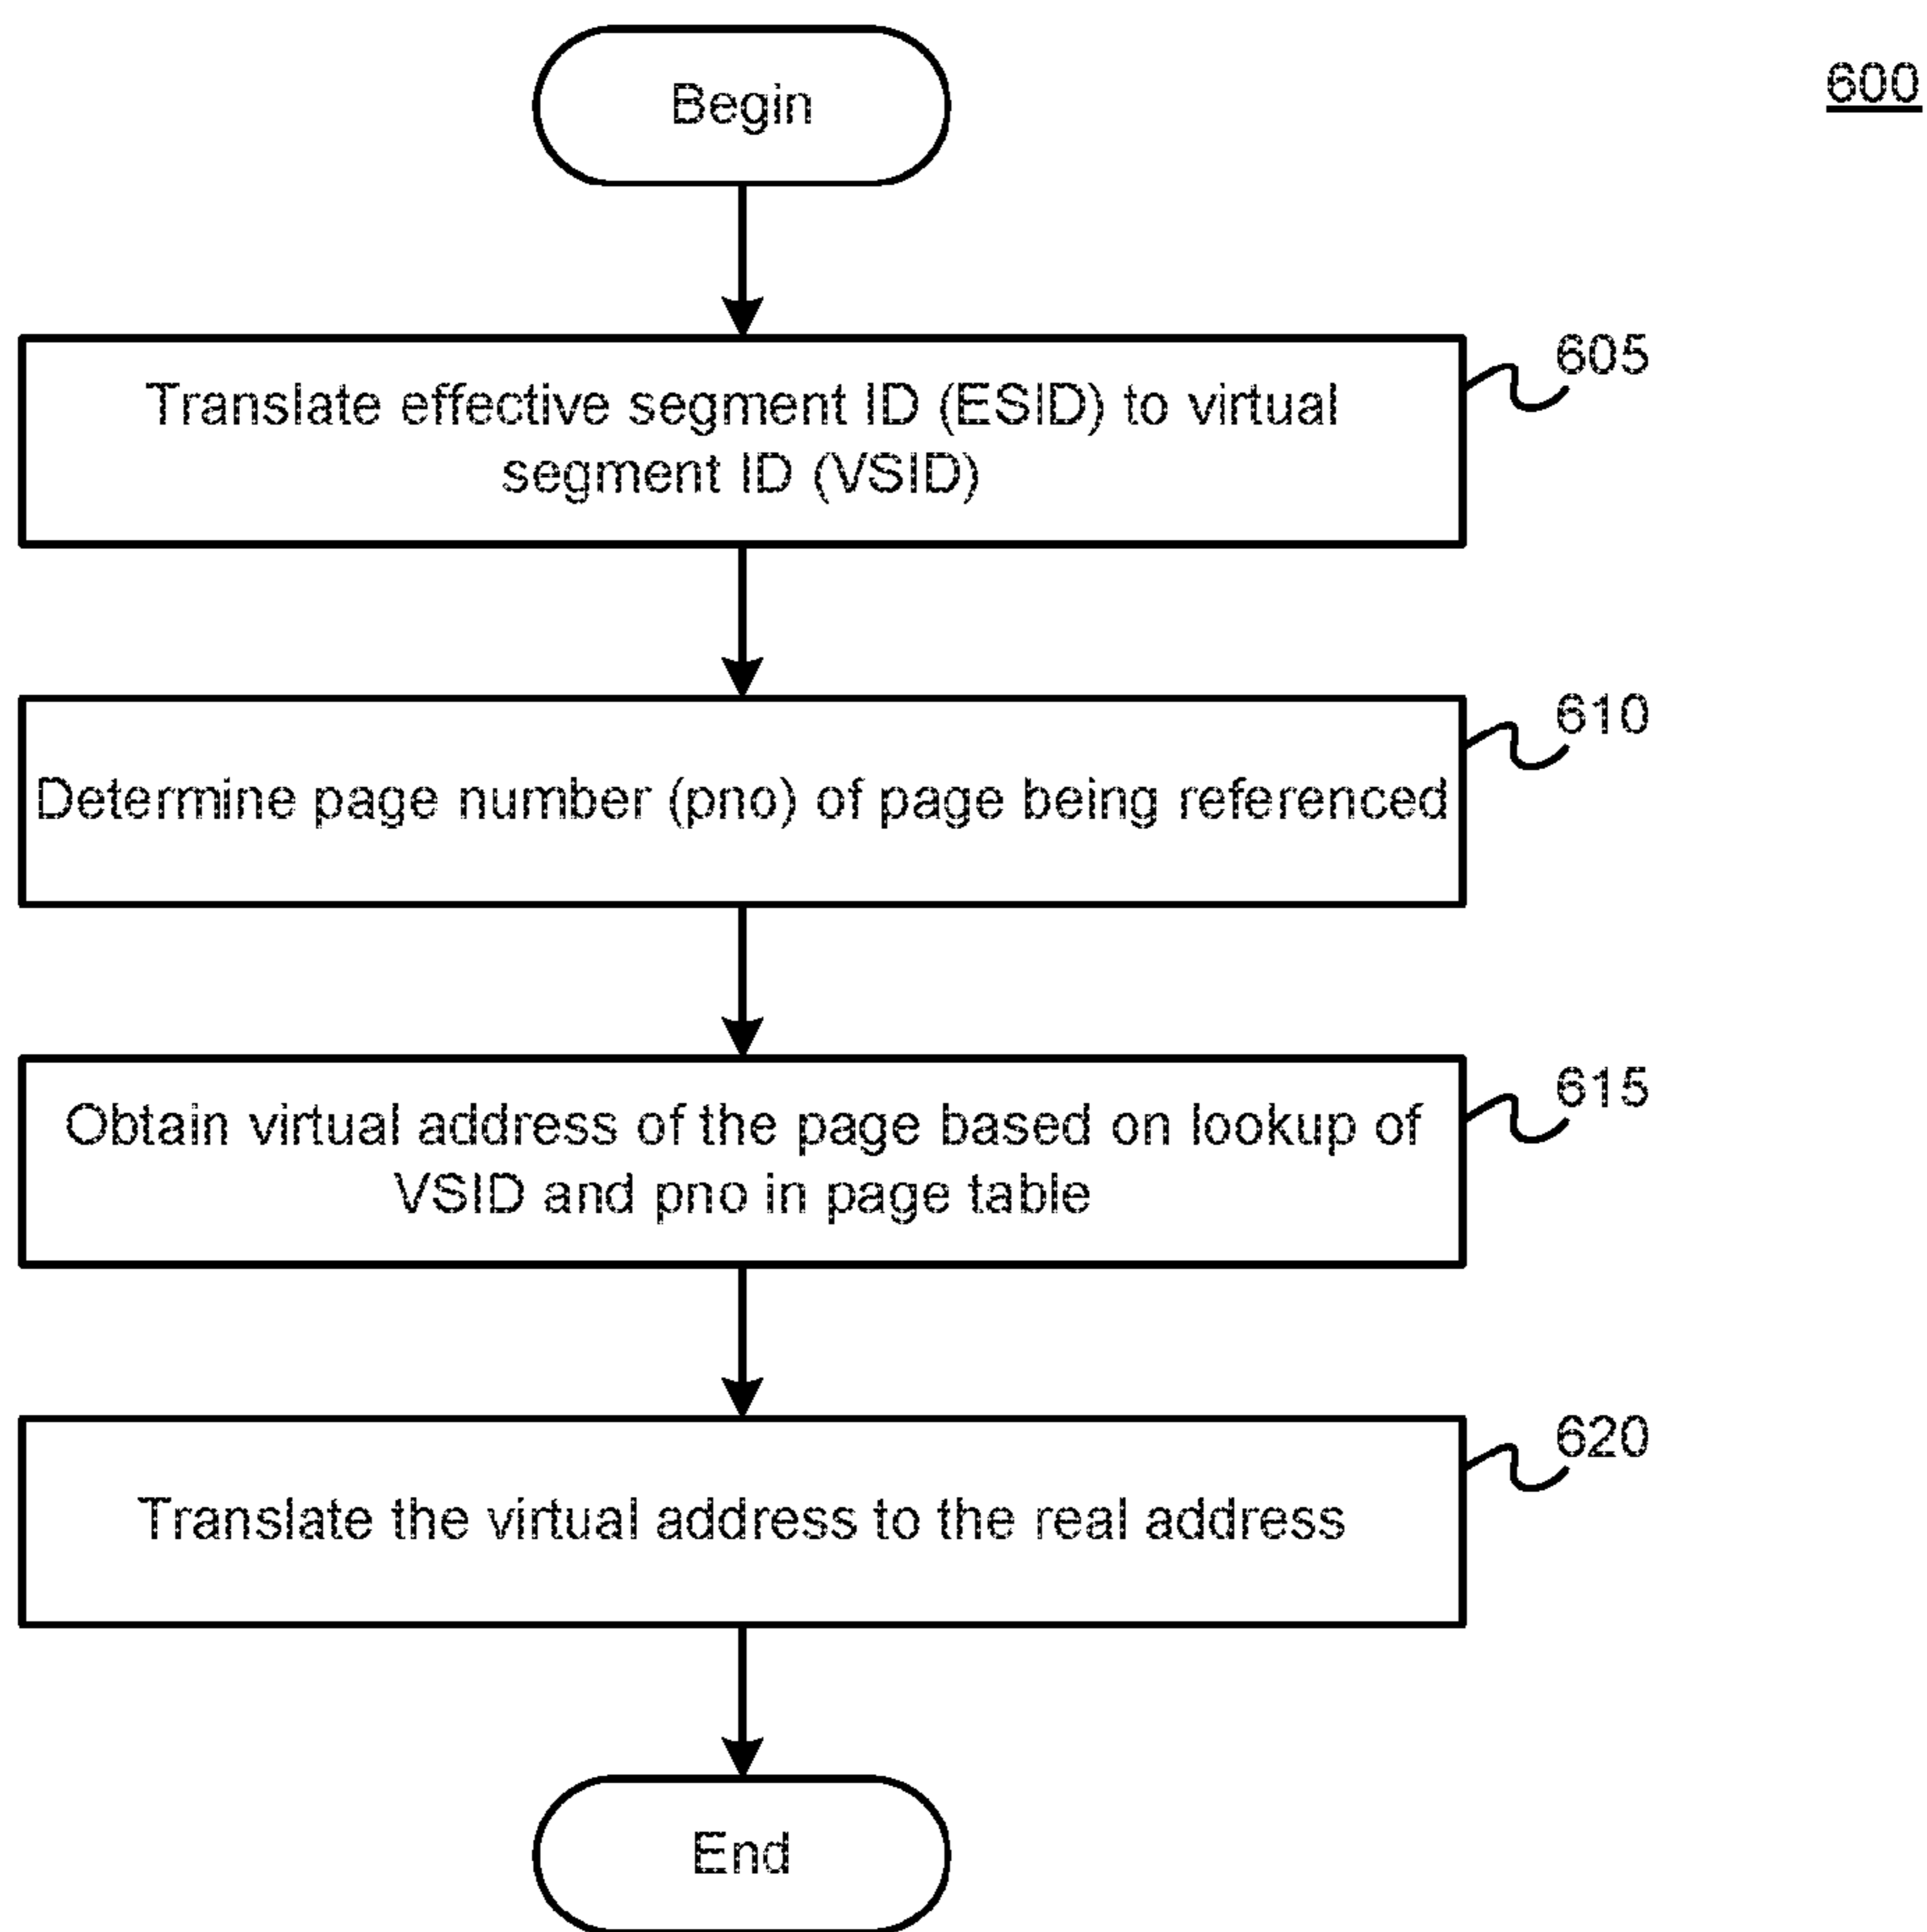 Begin
600
605
Translate effective segment ID (ESID) to virtual
segment ID (VSID)
610
Determine page number (pno) of page being referenced
615
Obtain virtual address of the page based on lookup of
VSID and pno in page table
620
Translate the virtual address to the real address
End